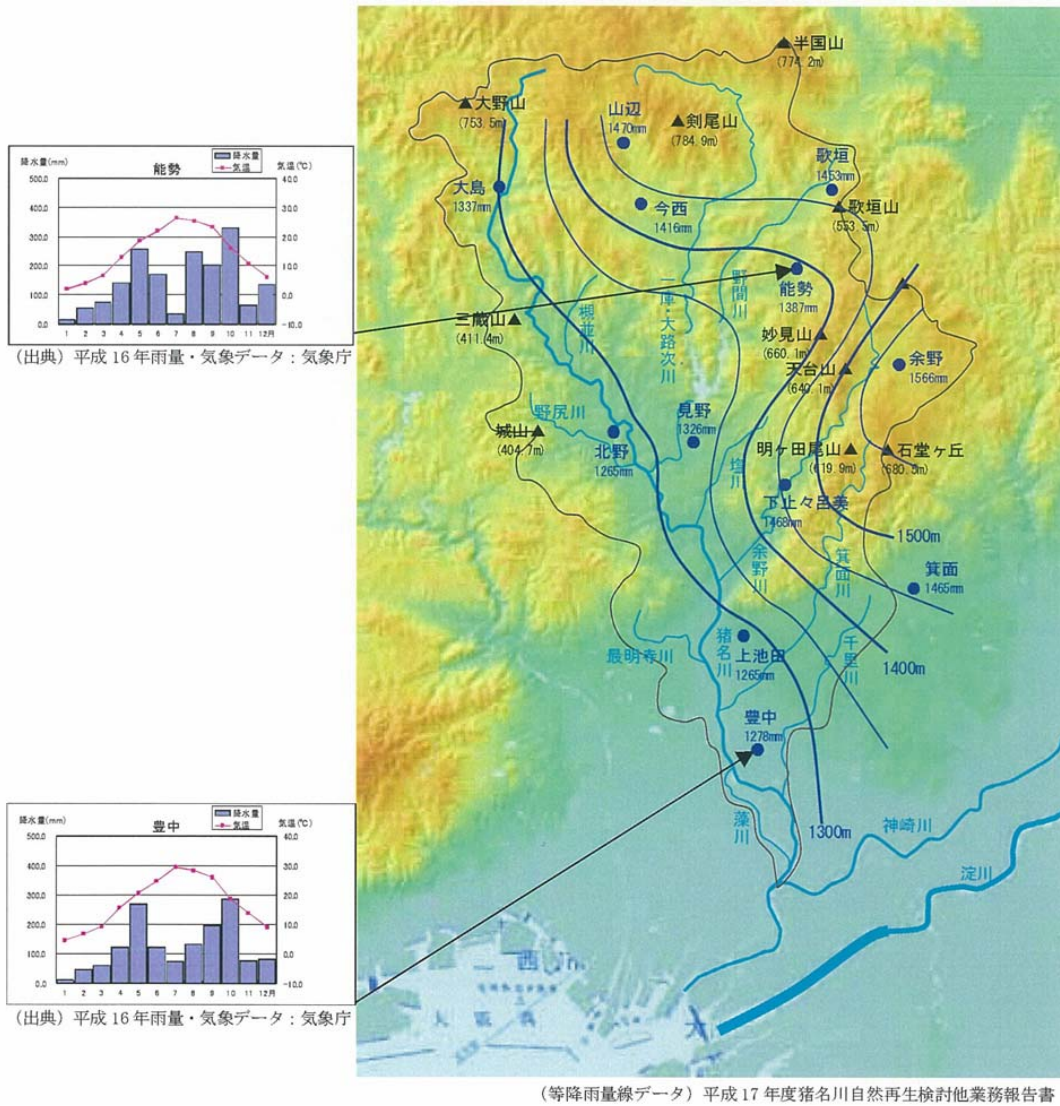 降水量(mm)
能勢
降水量
気温
気温(℃)
500.0
400.0
300.0
200.0
100.0
0.0
40.0
30.0
20.0
10.0
0.0
-10.0
1 2 3 4 5 6 7 8 9 10 11 12月
(出典) 平成 16 年雨量・気象データ：気象庁
半国山
(774.2m)
大野山
(753.5m)
山辺
1470mm
剣尾山
(784.9m)
歌垣
1453mm
大島
1337mm
今西
1416mm
歌垣山
(553.5m)
能勢
1387mm
野間川
一庫・大路次川
槻並川
三蔵山
(411.4m)
妙見山
(660.1m)
天台山
(640.1m)
余野
1566mm
野尻川
見野
1326mm
城山
(404.7m)
北野
1265mm
塩川
明ヶ田尾山
(619.9m)
石堂ヶ丘
(680.5m)
下止々呂美
1468mm
1500m
余野川
箕面川
箕面
1465mm
猪名川
上池田
1265mm
最明寺川
千里川
1400m
豊中
1278mm
藻川
1300m
神崎川
淀川
降水量(mm)
豊中
降水量
気温
気温(℃)
500.0
400.0
300.0
200.0
100.0
0.0
40.0
30.0
20.0
10.0
0.0
-10.0
1 2 3 4 5 6 7 8 9 10 11 12月
(出典) 平成 16 年雨量・気象データ：気象庁
西
大
(等降雨量線データ) 平成 17 年度猪名川自然再生検討他業務報告書